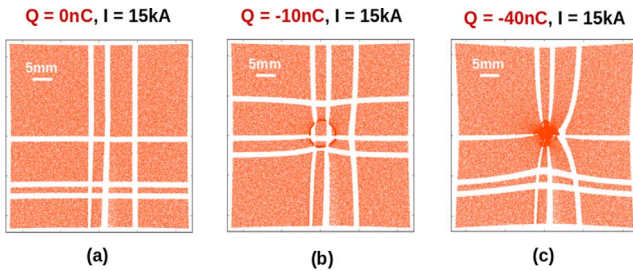 Q = 0nC, I = 15kA
Q = -10nC, I = 15kA
Q = -40nC, I = 15kA
5mm
5mm
5mm
(a)
(b)
(c)